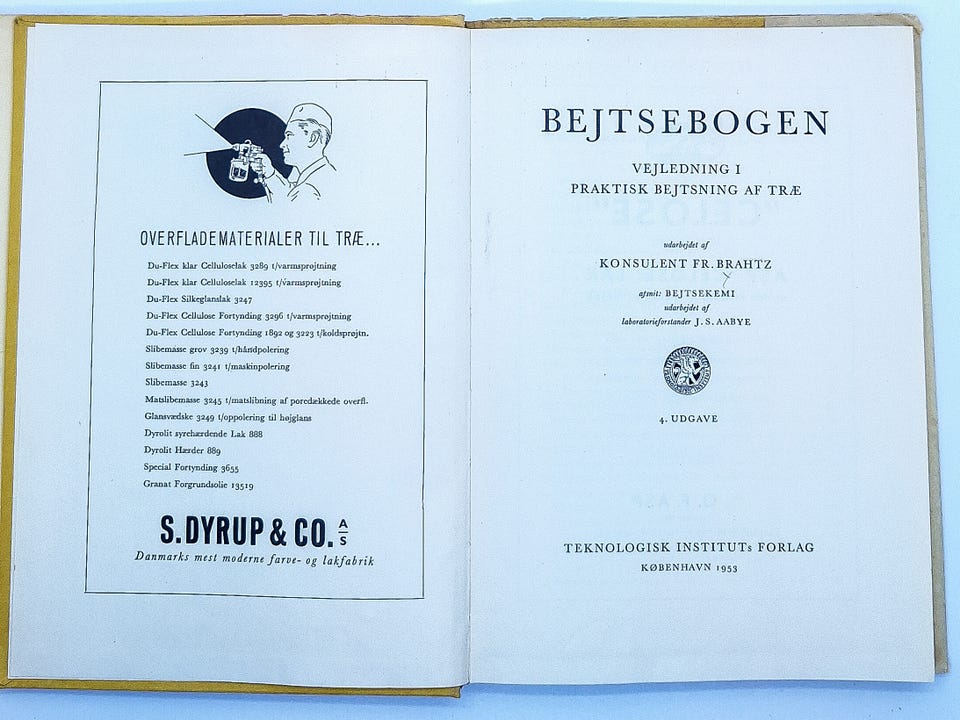 OVERFLADEMATERIALER TIL TRÆ...
Du-Flex klar Celluloselak 3289 t/varmsprøjtning
Du-Flex klar Celluloselak 12395 t/varmsprøjtning
Du-Flex Silkeglanslak 3247
Du-Flex Cellulose Fortynding 3296 t/varmsprøjtning
Du-Flex Cellulose Fortynding 1892 og 3223 t/koldsprøjtn.
Slibemasse grov 3239 t/håndpolering
Slibemasse fin 3241 t/maskinpolering
Slibemasse 3243
Matslibemasse 3245 t/matslibning af poredækkede overfl.
Glansvædske 3249 t/oppolering til højglans
Dyrolit syrehærdende Lak 888
Dyrolit Hærder 889
Special Fortynding 3655
Granat Forgrundsolie 13519
S. DYRUP & CO. A/S
Danmarks mest moderne farve- og lakfabrik
BEJTSEBOGEN
VEJLEDNING I
PRAKTISK BEJTSNING AF TRÆ
udarbejdet af
KONSULENT FR. BRAHTZ
afsnit: BEJTSEKEMI
udarbejdet af
laboratorieforstander J. S. AABYE
4. UDGAVE
TEKNOLOGISK INSTITUTs FORLAG
KØBENHAVN 1953